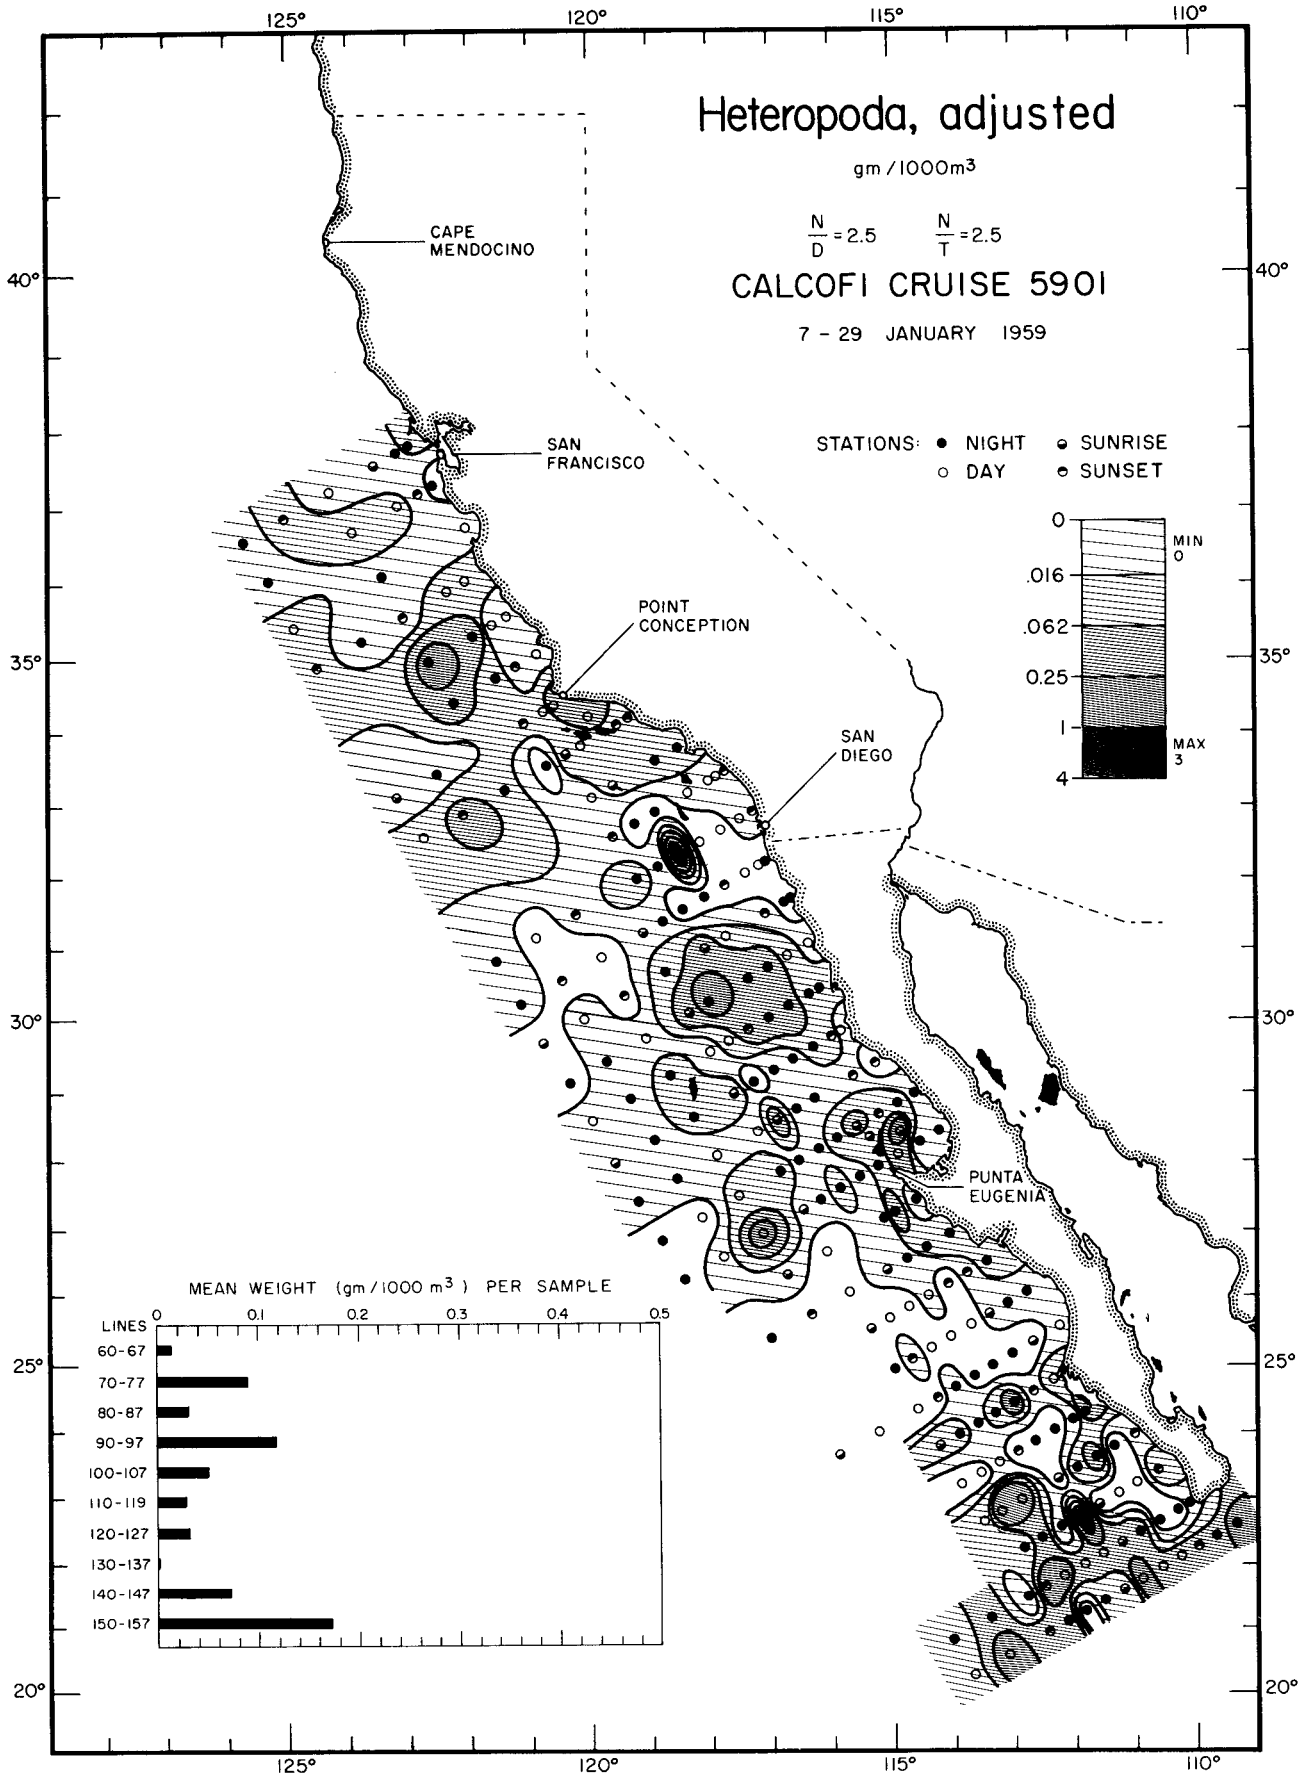 125° 120° 115° 110°
Heteropoda, adjusted
gm/1000m³
N/D = 2.5 N/T = 2.5
CALCOFI CRUISE 5901
7 – 29 JANUARY 1959
CAPE
MENDOCINO
40° 40°
SAN
FRANCISCO
STATIONS: ● NIGHT SUNRISE
○ DAY SUNSET
0
MIN
0
.016
.062
0.25
1
MAX
3
4
POINT
CONCEPTION
35° 35°
SAN
DIEGO
30° 30°
PUNTA
EUGENIA
MEAN WEIGHT (gm/1000 m³) PER SAMPLE
0 0.1 0.2 0.3 0.4 0.5
LINES
60-67
25° 25°
70-77
80-87
90-97
100-107
110-119
120-127
130-137
140-147
150-157
20° 20°
125° 120° 115° 110°